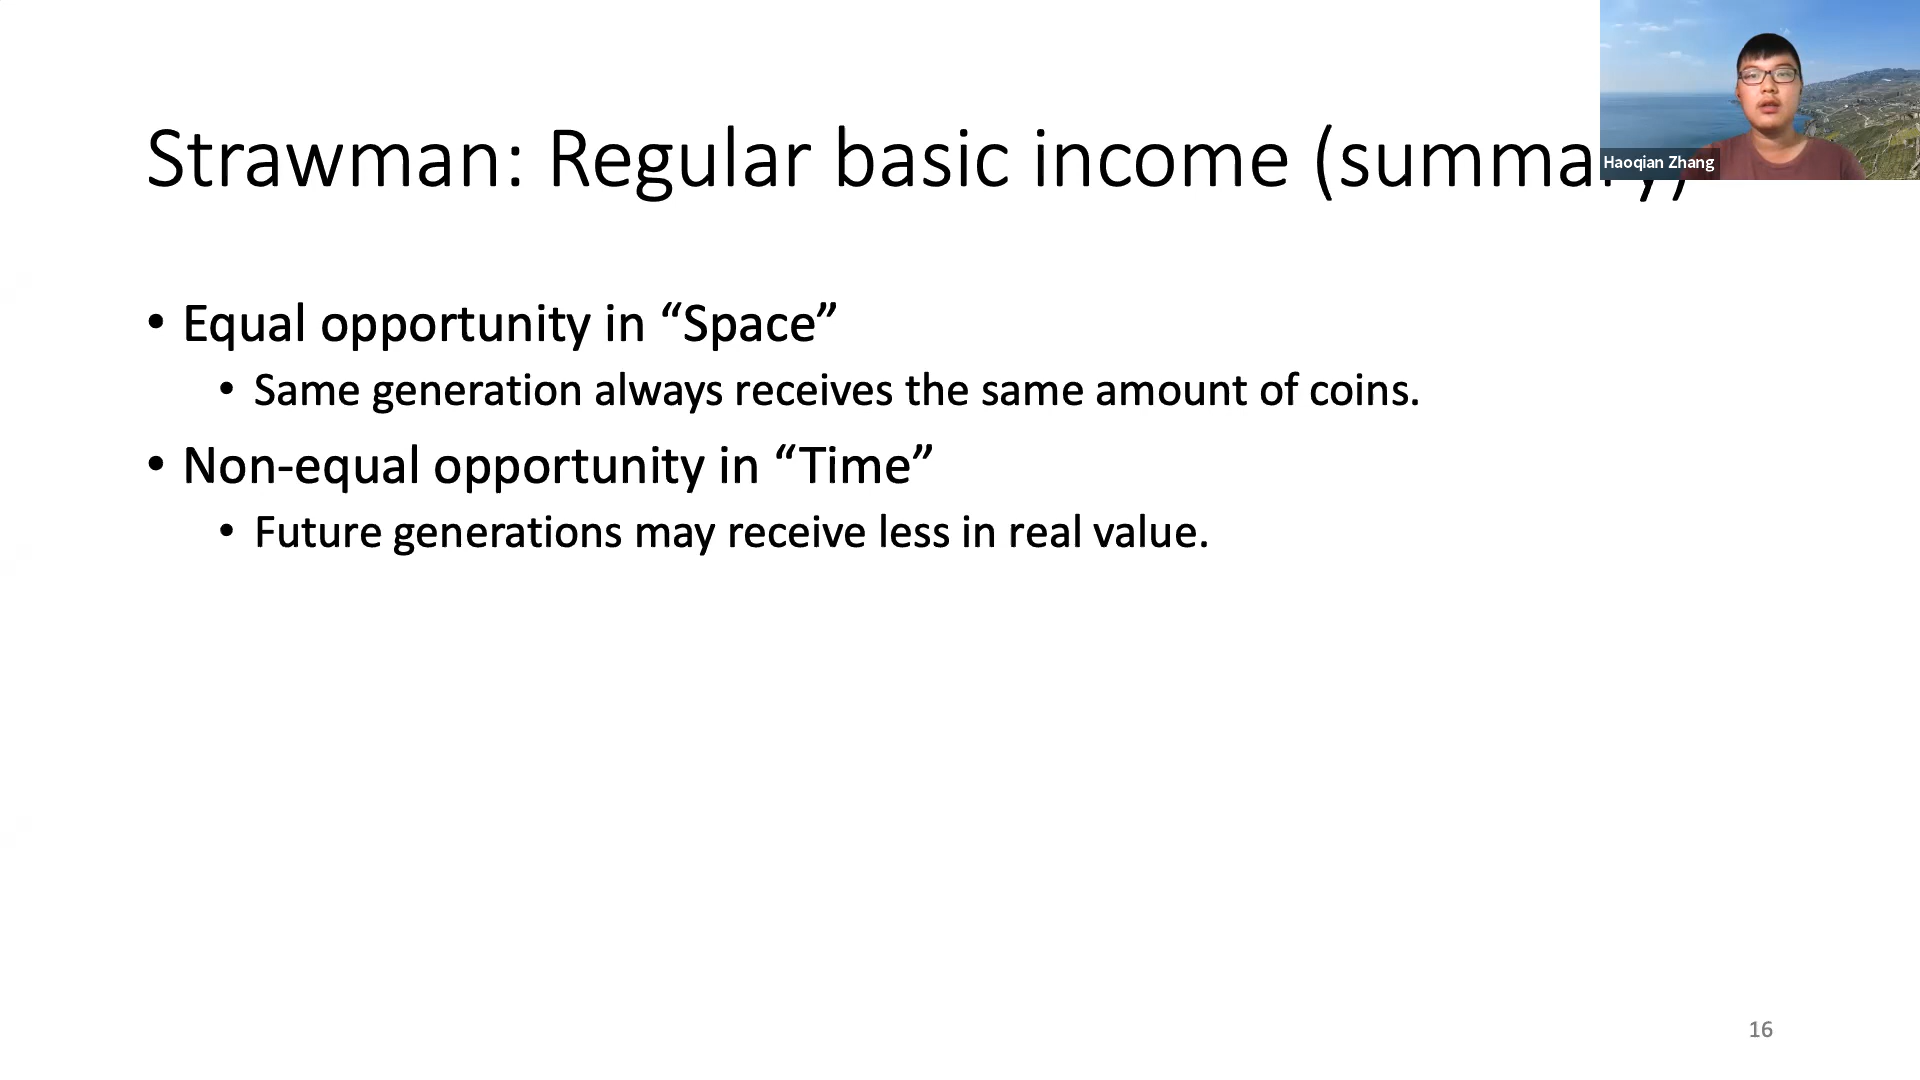 Strawman: Regular basic income (summary)
Haoqian Zhang
• Equal opportunity in “Space”
• Same generation always receives the same amount of coins.
• Non-equal opportunity in “Time”
• Future generations may receive less in real value.
16